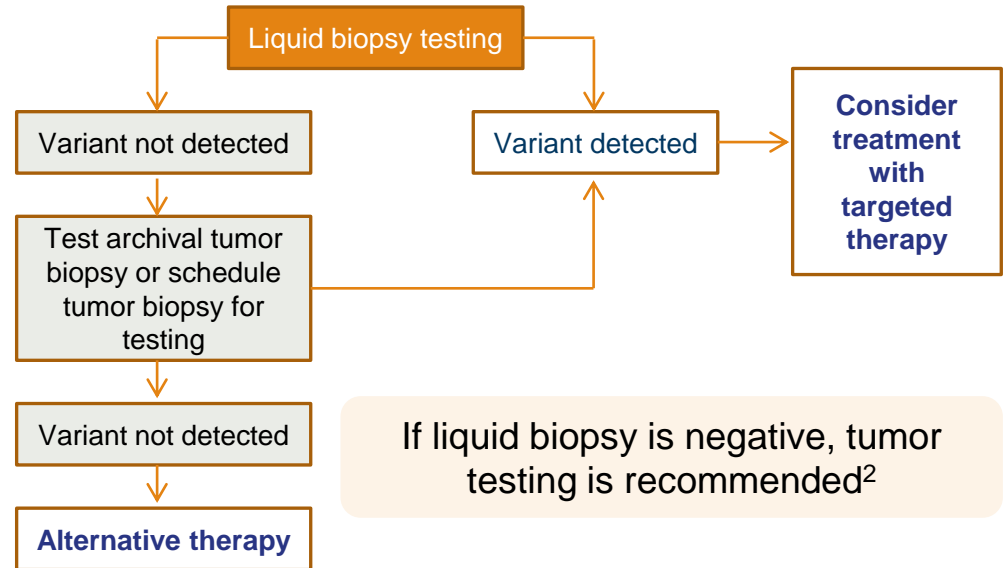 Liquid biopsy testing
Variant not detected
Variant detected
Consider
treatment
with
targeted
therapy
Test archival tumor
biopsy or schedule
tumor biopsy for
testing
Variant not detected
If liquid biopsy is negative, tumor
testing is recommended²
Alternative therapy